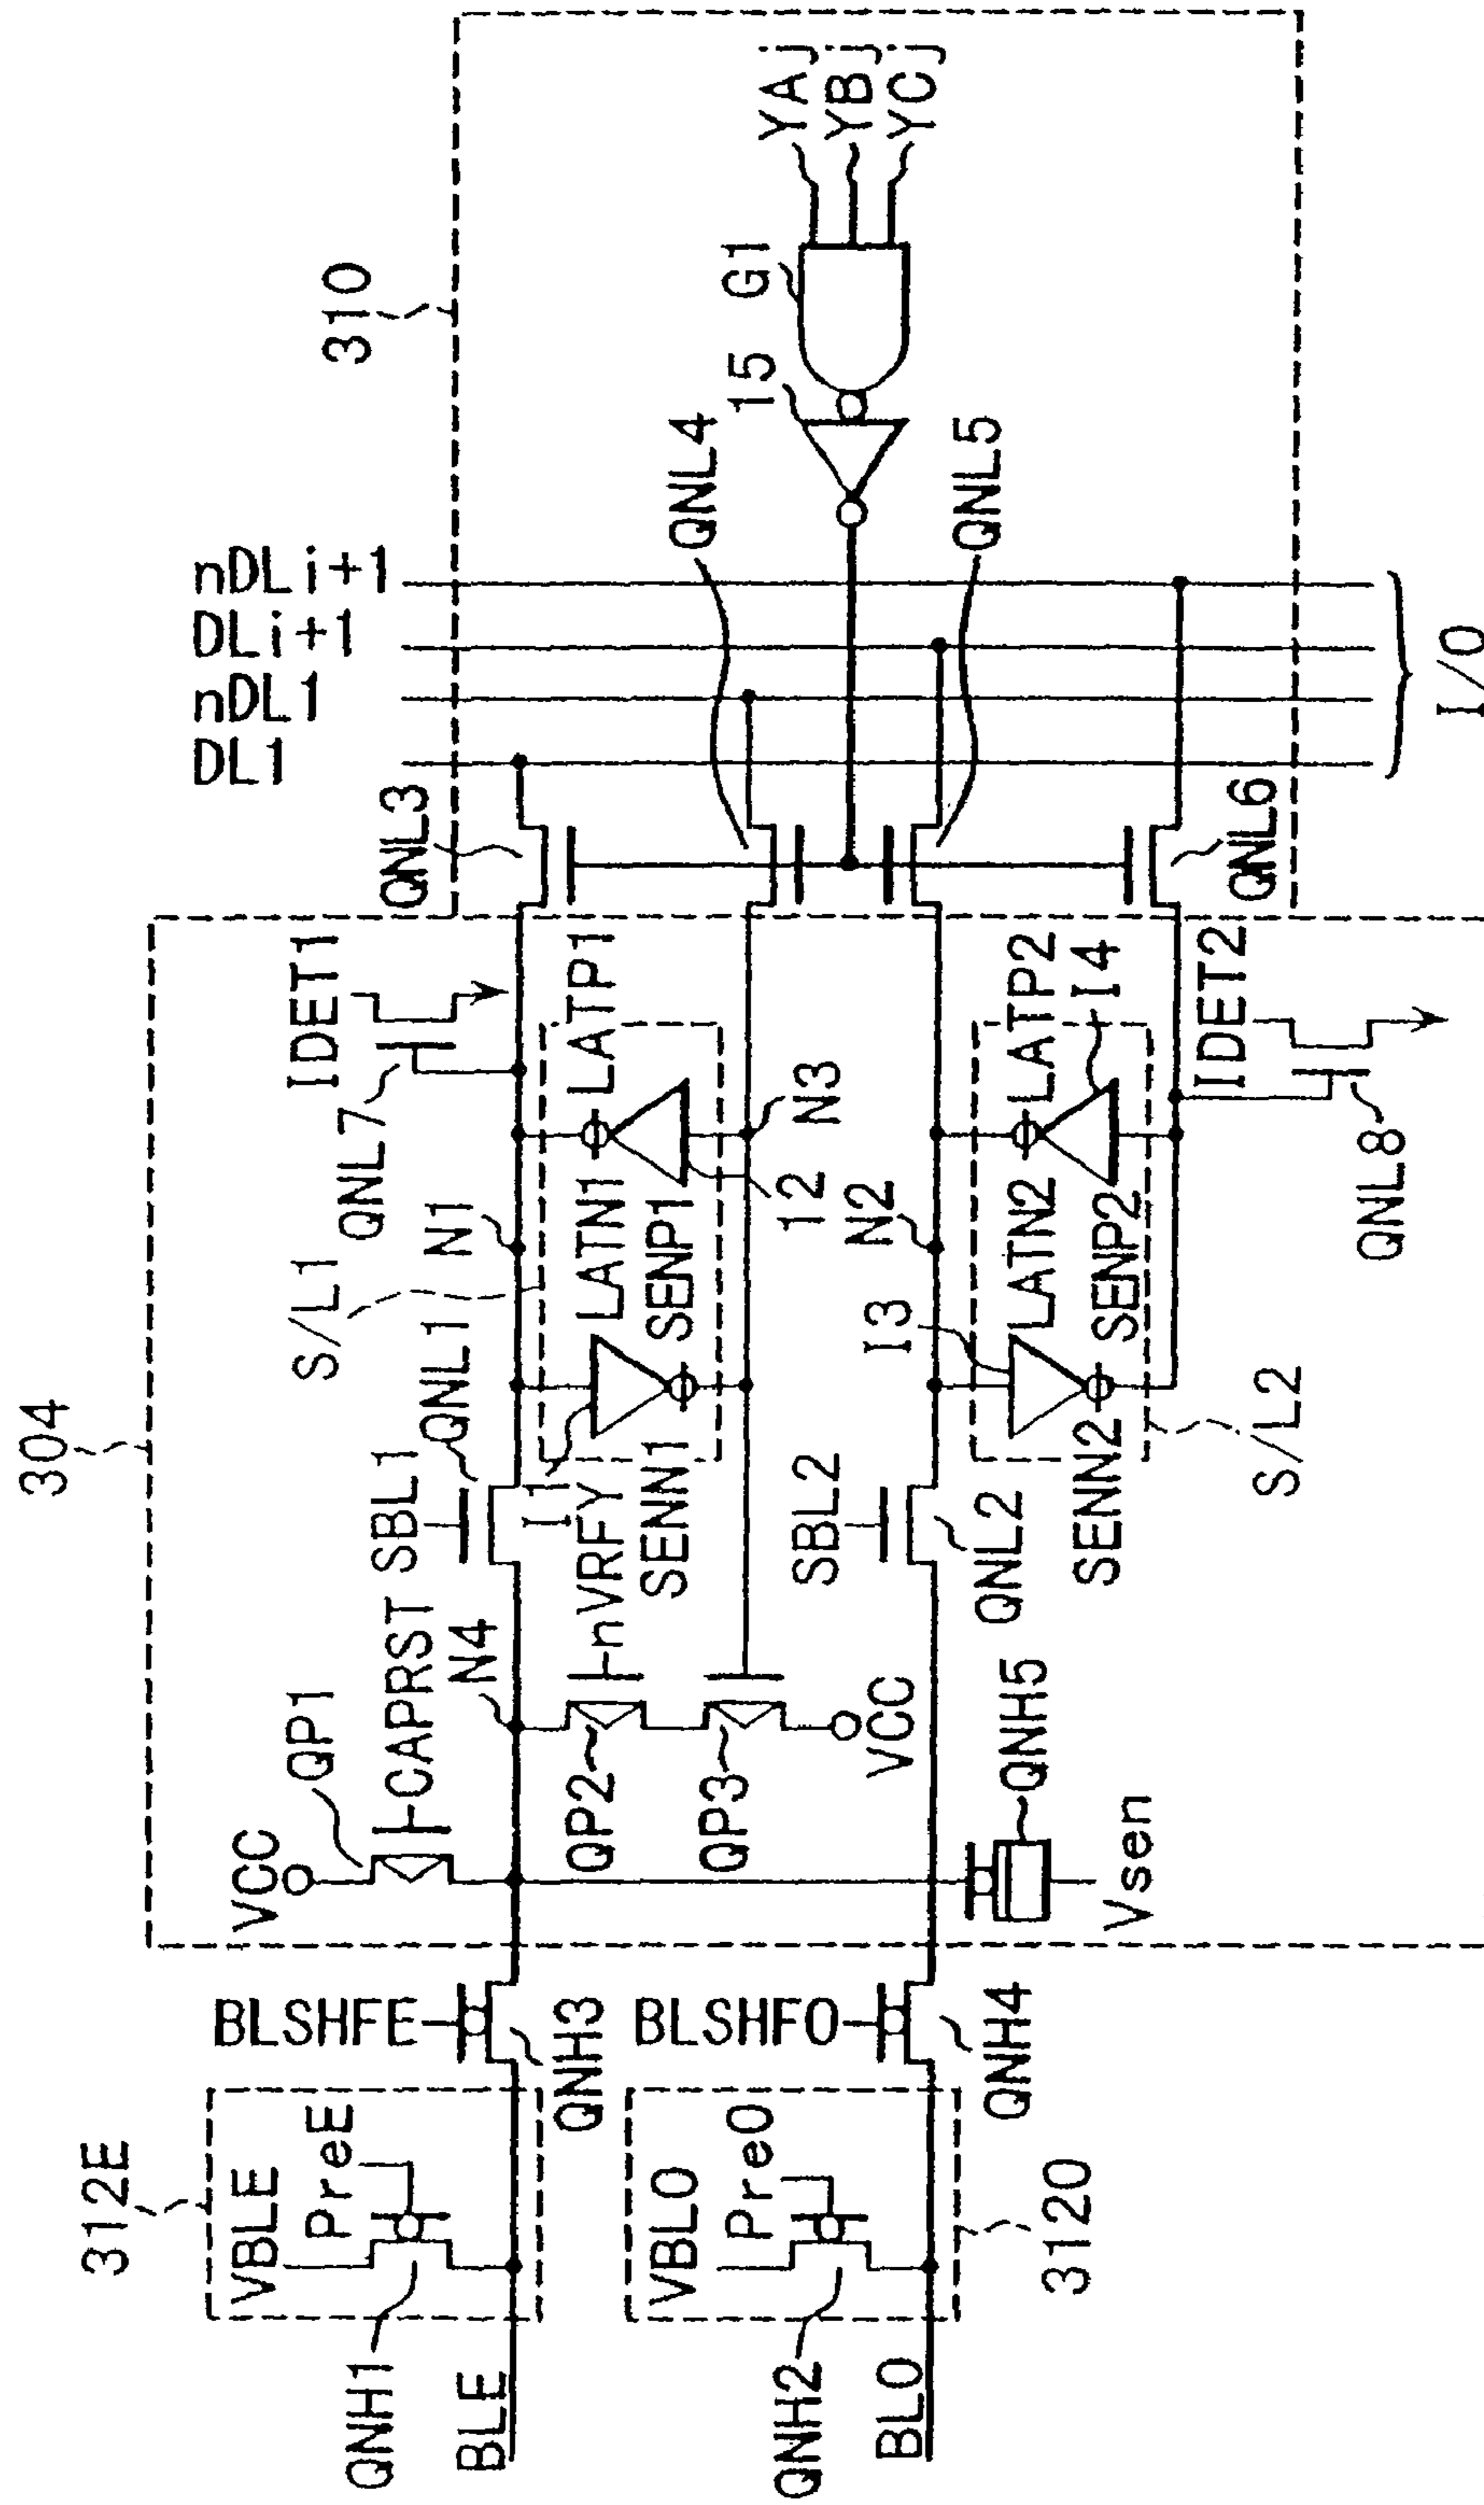 304
310
nDLi+1
DLi+1
nDL1
DL1
312E
VCC
QP1
CAPRST
SBL1
QNL1
S/L1
QNL7
N1
IDET1
QNL3
BLSHFE
N4
I1
VBLE
PreE
QNH1
BLE
QNH3
QP2
nVRFY
SENN1
LATN1
SENP1
LATP1
QNL4
15
G1
YAj
YBj
YCj
QP3
VCC
12
N3
BLSHFO
SBL2
I3
N2
VBLO
PreO
QNH2
BLO
QNH4
QNH5
Vsen
QNL2
SENN2
LATN2
SENP2
LATP2
I4
QNL5
312O
S/L2
IDET2
QNL8
QNL6
I/O